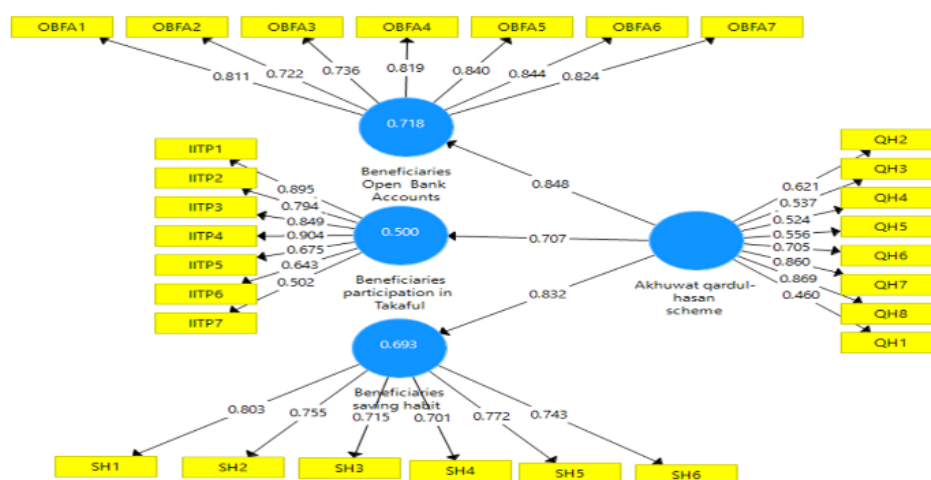 OBFA1 OBFA2 OBFA3 OBFA4 OBFA5 OBFA6 OBFA7
0.811 0.722 0.736 0.819 0.840 0.844 0.824
0.718
Beneficiaries
Open Bank
Accounts
IITP1
IITP2
IITP3
IITP4
IITP5
IITP6
IITP7
0.895
0.794
0.849
0.904
0.675
0.643
0.502
0.500
Beneficiaries
participation in
Takaful
0.848
0.707
0.832
Akhuwat qardul-
hasan
scheme
0.621
0.537
0.524
0.556
0.705
0.860
0.869
0.460
QH2
QH3
QH4
QH5
QH6
QH7
QH8
QH1
0.693
Beneficiaries
saving habit
0.803 0.755 0.715 0.701 0.772 0.743
SH1 SH2 SH3 SH4 SH5 SH6